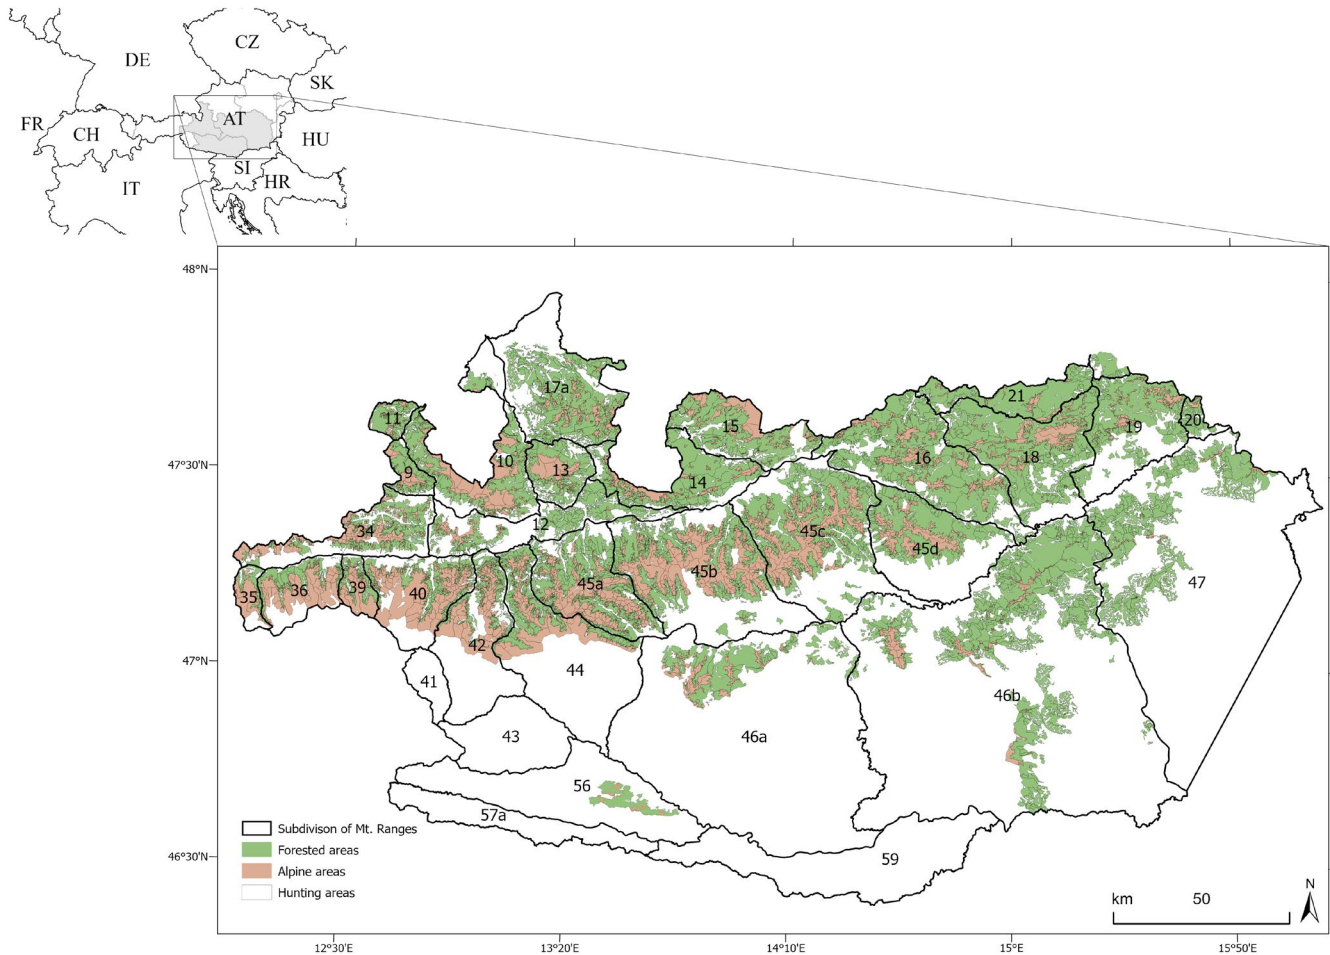 CZ
DE
SK
FR
CH
AT
HU
SI
IT
HR
48°N
17a
11
15
21
19
20
10
13
16
18
47°30'N
9
14
34
12
45c
45d
35
36
39
40
45a
45b
47
42
47°N
41
44
46b
43
46a
56
57a
Subdivison of Mt. Ranges
Forested areas
Alpine areas
Hunting areas
59
46°30'N
N
km 50
12°30'E 13°20'E 14°10'E 15°E 15°50'E